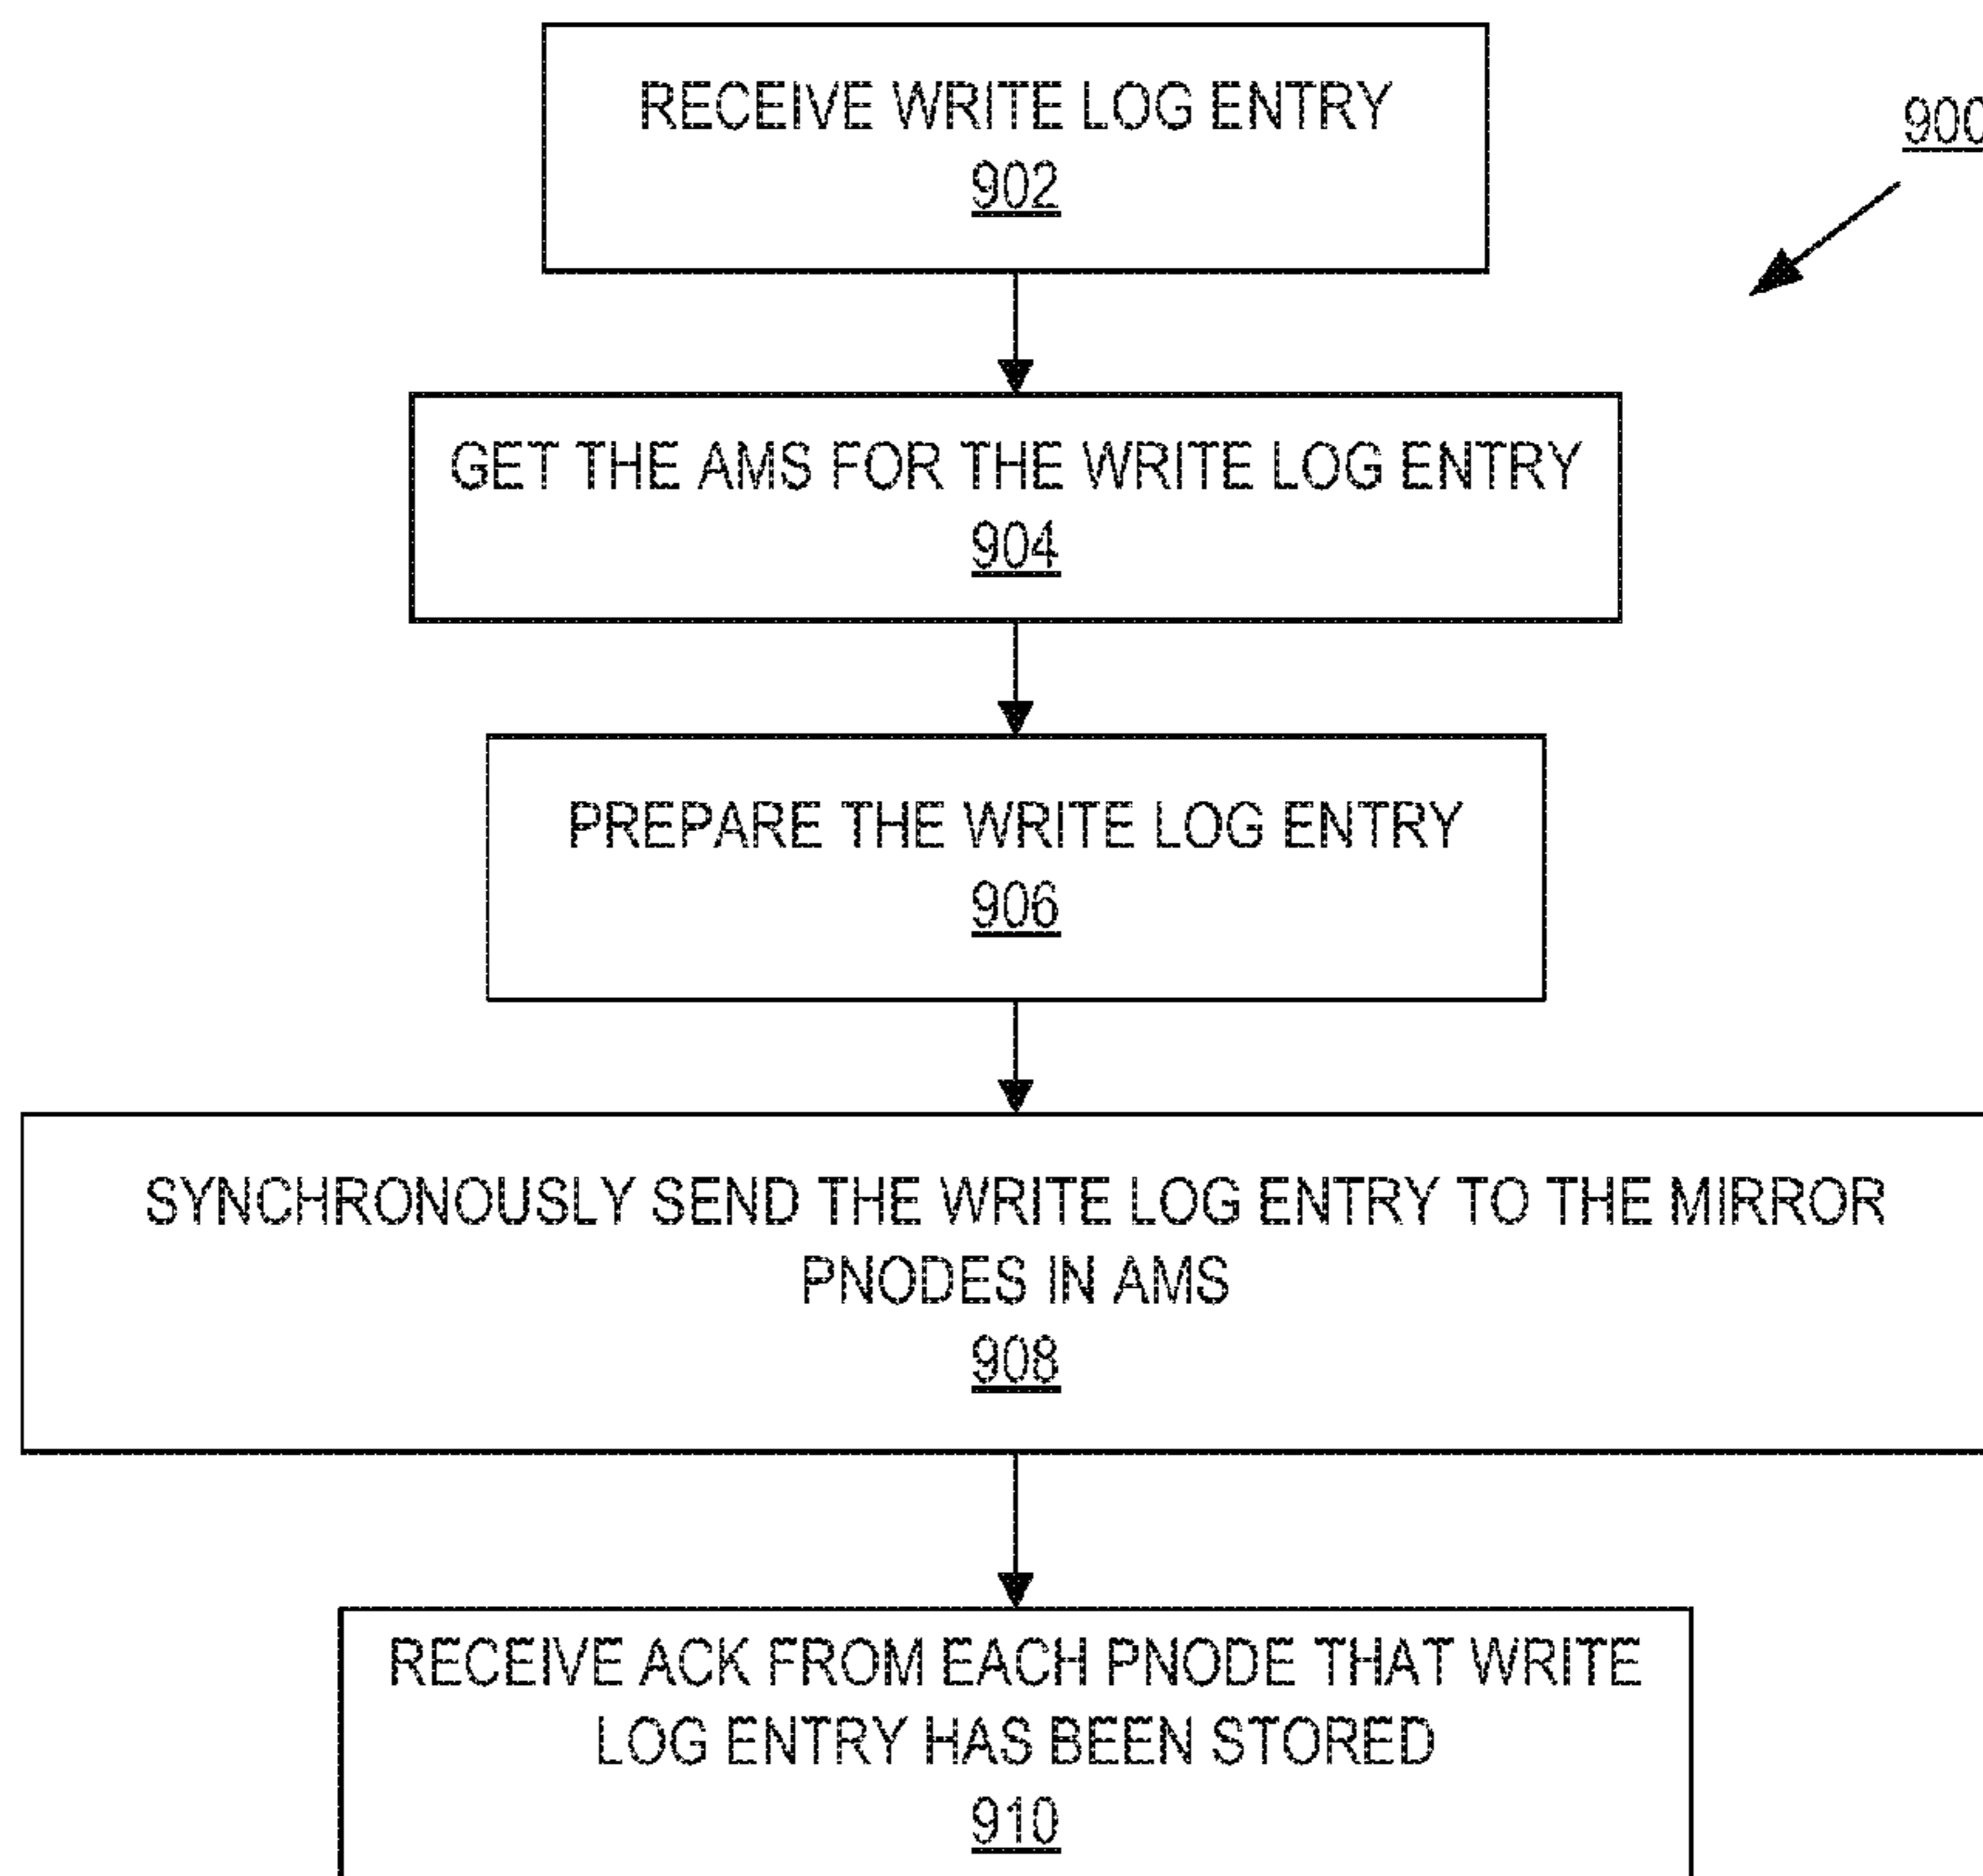 RECEIVE WRITE LOG ENTRY
902
900
GET THE AMS FOR THE WRITE LOG ENTRY
904
PREPARE THE WRITE LOG ENTRY
906
SYNCHRONOUSLY SEND THE WRITE LOG ENTRY TO THE MIRROR
PNODES IN AMS
908
RECEIVE ACK FROM EACH PNODE THAT WRITE
LOG ENTRY HAS BEEN STORED
910